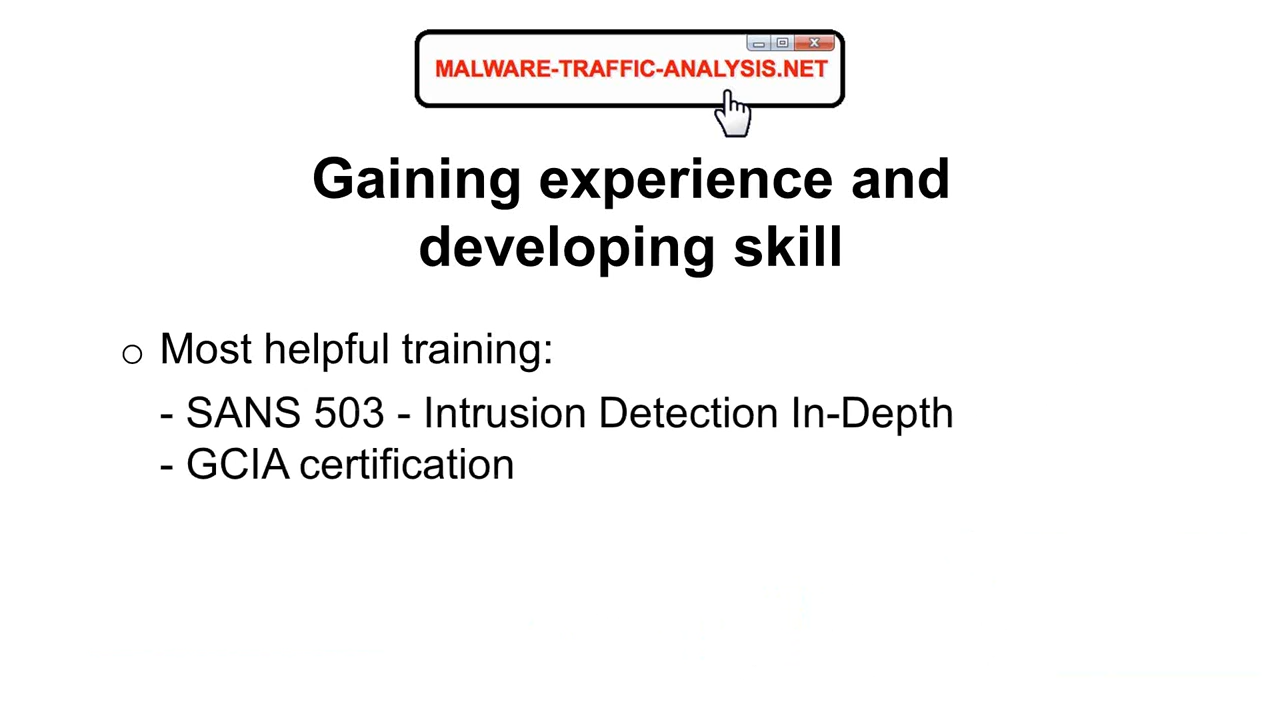 MALWARE-TRAFFIC-ANALYSIS.NET
Gaining experience and
developing skill
o Most helpful training:
- SANS 503 - Intrusion Detection In-Depth
- GCIA certification